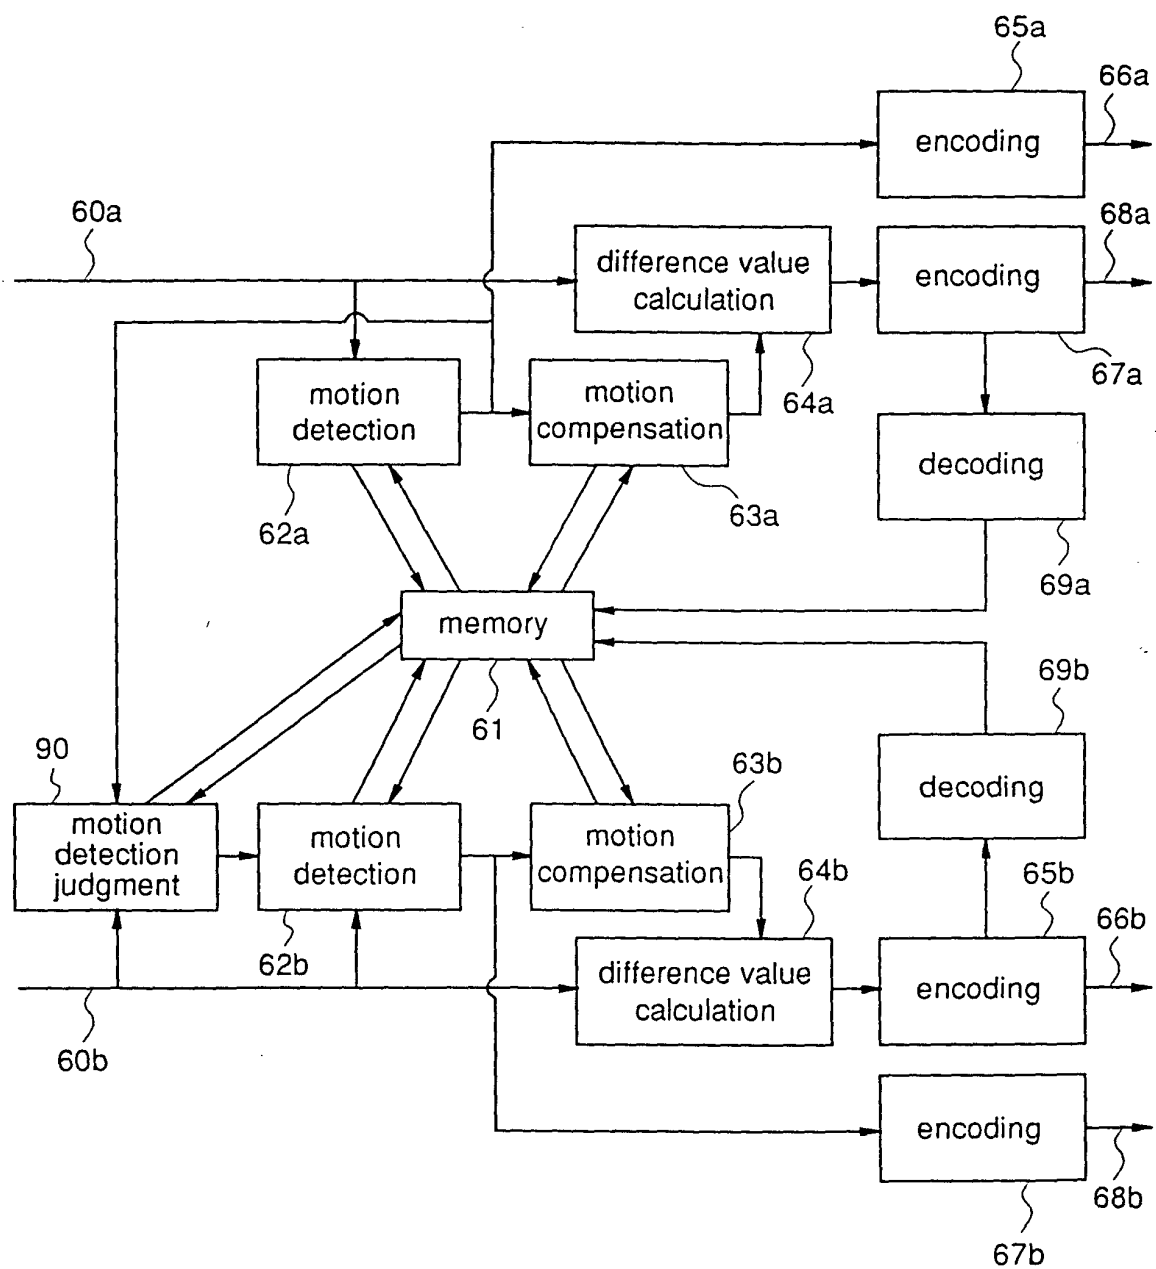 65a
66a
encoding
60a
68a
difference value
calculation
encoding
67a
64a
motion
detection
motion
compensation
decoding
62a
63a
69a
memory
61
69b
90
63b
decoding
motion
detection
judgment
motion
detection
motion
compensation
64b
65b
66b
62b
difference value
calculation
encoding
60b
encoding
68b
67b